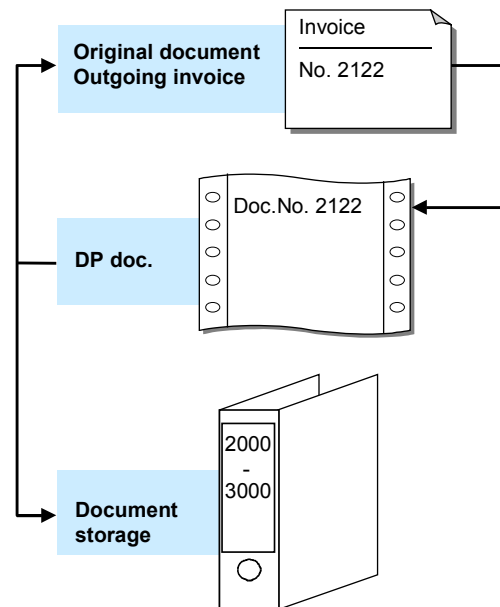 Original document
Outgoing invoice
Invoice
No. 2122
DP doc.
Doc.No. 2122
Document
storage
2000
-
3000